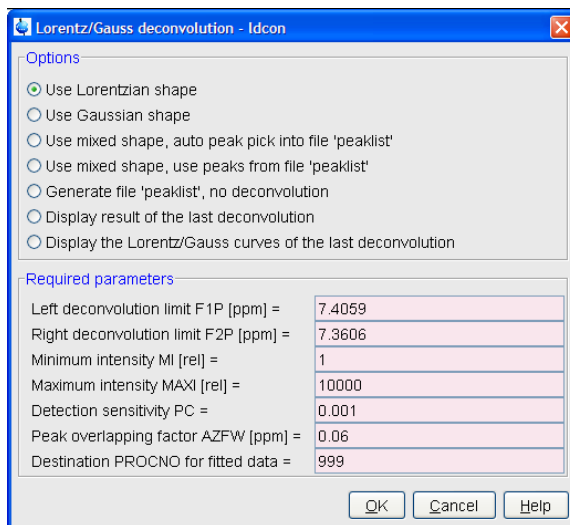 Lorentz/Gauss deconvolution - ldcon
Options
Use Lorentzian shape
Use Gaussian shape
Use mixed shape, auto peak pick into file 'peaklist'
Use mixed shape, use peaks from file 'peaklist'
Generate file 'peaklist', no deconvolution
Display result of the last deconvolution
Display the Lorentz/Gauss curves of the last deconvolution
Required parameters
Left deconvolution limit F1P [ppm] = 7.4059
Right deconvolution limit F2P [ppm] = 7.3606
Minimum intensity MI [rel] = 1
Maximum intensity MAXI [rel] = 10000
Detection sensitivity PC = 0.001
Peak overlapping factor AZFW [ppm] = 0.06
Destination PROCNO for fitted data = 999
OK Cancel Help